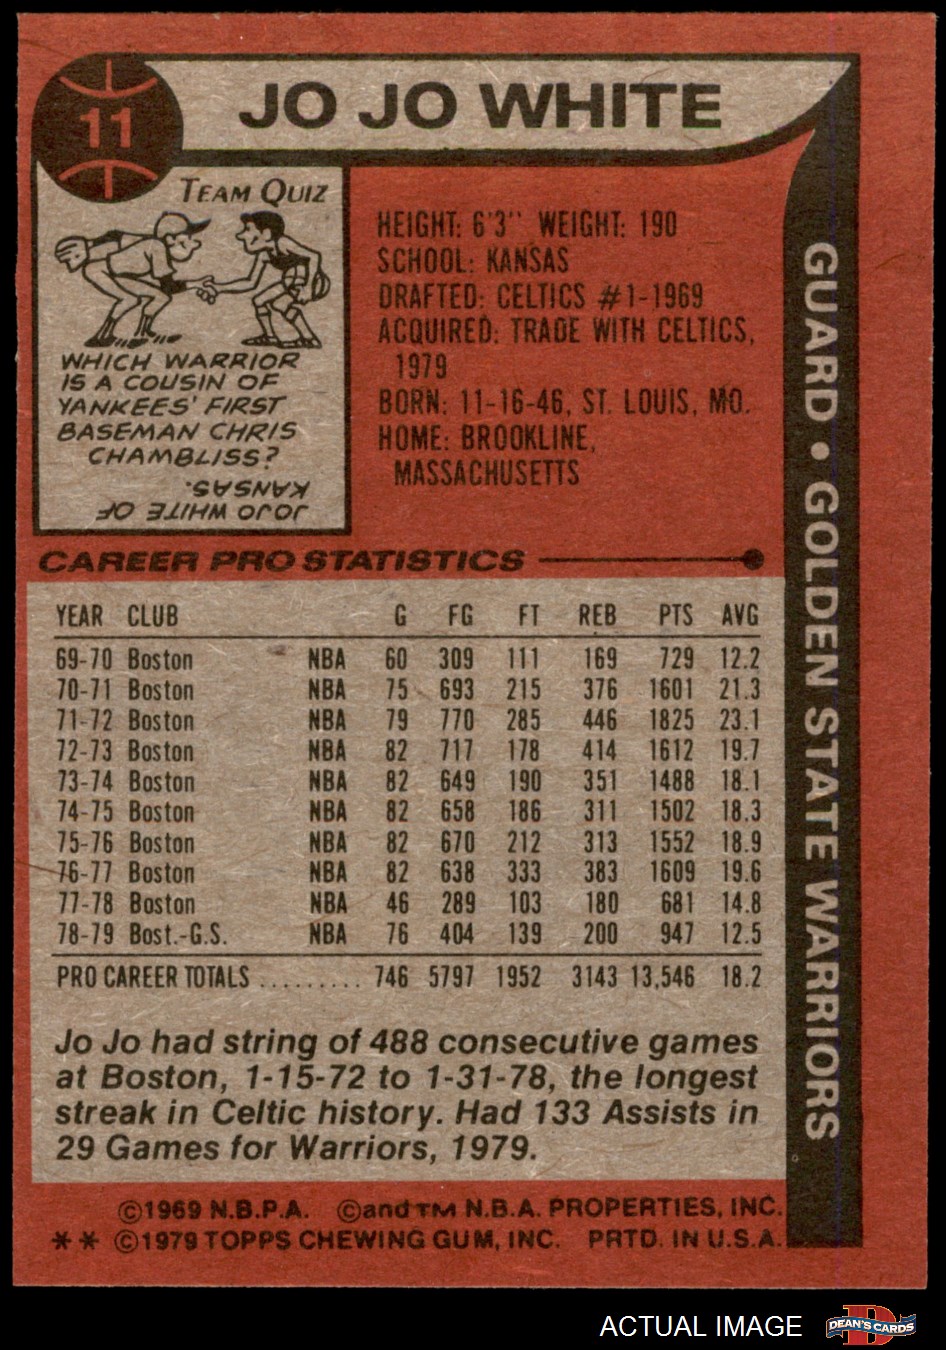 11
JO JO WHITE
TEAM QUIZ
WHICH WARRIOR
IS A COUSIN OF
YANKEES' FIRST
BASEMAN CHRIS
CHAMBLISS?
JOJO WHITE OF
KANSAS.
HEIGHT: 6'3" WEIGHT: 190
SCHOOL: KANSAS
DRAFTED: CELTICS #1-1969
ACQUIRED: TRADE WITH CELTICS,
1979
BORN: 11-16-46, ST. LOUIS, MO.
HOME: BROOKLINE,
MASSACHUSETTS
GUARD • GOLDEN STATE WARRIORS
CAREER PRO STATISTICS
YEAR CLUB G FG FT REB PTS AVG
69-70 Boston NBA 60 309 111 169 729 12.2
70-71 Boston NBA 75 693 215 376 1601 21.3
71-72 Boston NBA 79 770 285 446 1825 23.1
72-73 Boston NBA 82 717 178 414 1612 19.7
73-74 Boston NBA 82 649 190 351 1488 18.1
74-75 Boston NBA 82 658 186 311 1502 18.3
75-76 Boston NBA 82 670 212 313 1552 18.9
76-77 Boston NBA 82 638 333 383 1609 19.6
77-78 Boston NBA 46 289 103 180 681 14.8
78-79 Bost.-G.S. NBA 76 404 139 200 947 12.5
PRO CAREER TOTALS ......... 746 5797 1952 3143 13,546 18.2
Jo Jo had string of 488 consecutive games
at Boston, 1-15-72 to 1-31-78, the longest
streak in Celtic history. Had 133 Assists in
29 Games for Warriors, 1979.
©1969 N.B.P.A. ©and TM N.B.A. PROPERTIES, INC.
** ©1979 TOPPS CHEWING GUM, INC. PRTD. IN U.S.A.
ACTUAL IMAGE
D
DEAN'S CARDS